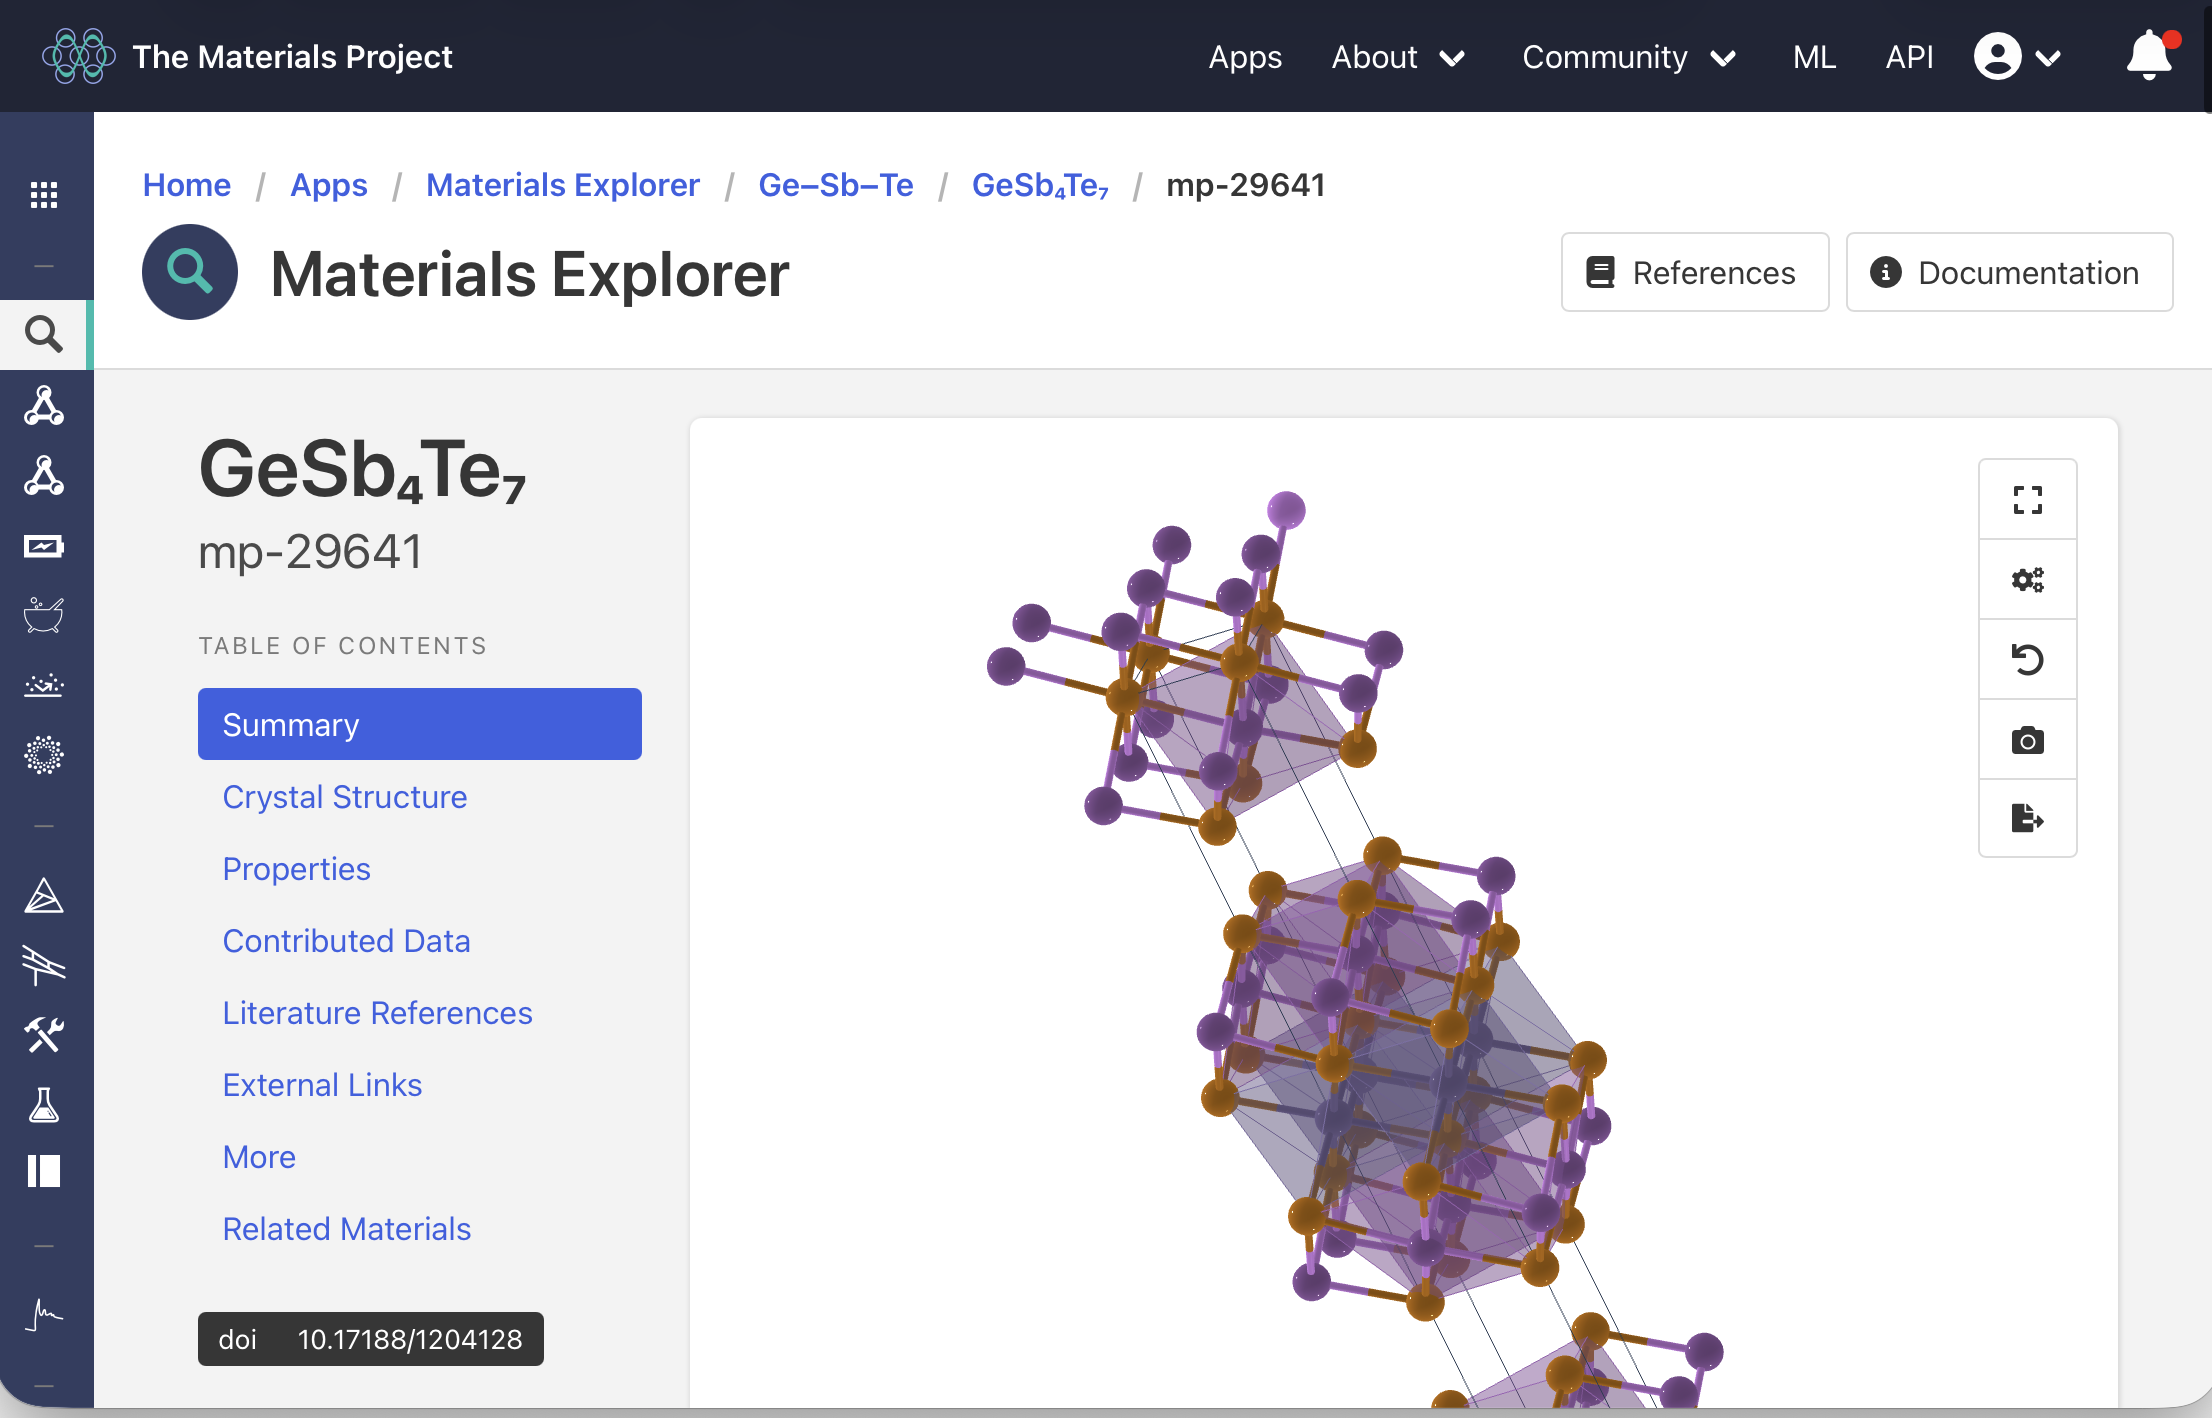 The Materials Project
Apps About Community ML API
Home / Apps / Materials Explorer / Ge–Sb–Te / GeSb₄Te₇ / mp-29641
Materials Explorer
References
Documentation
GeSb₄Te₇
mp-29641
TABLE OF CONTENTS
Summary
Crystal Structure
Properties
Contributed Data
Literature References
External Links
More
Related Materials
doi 10.17188/1204128